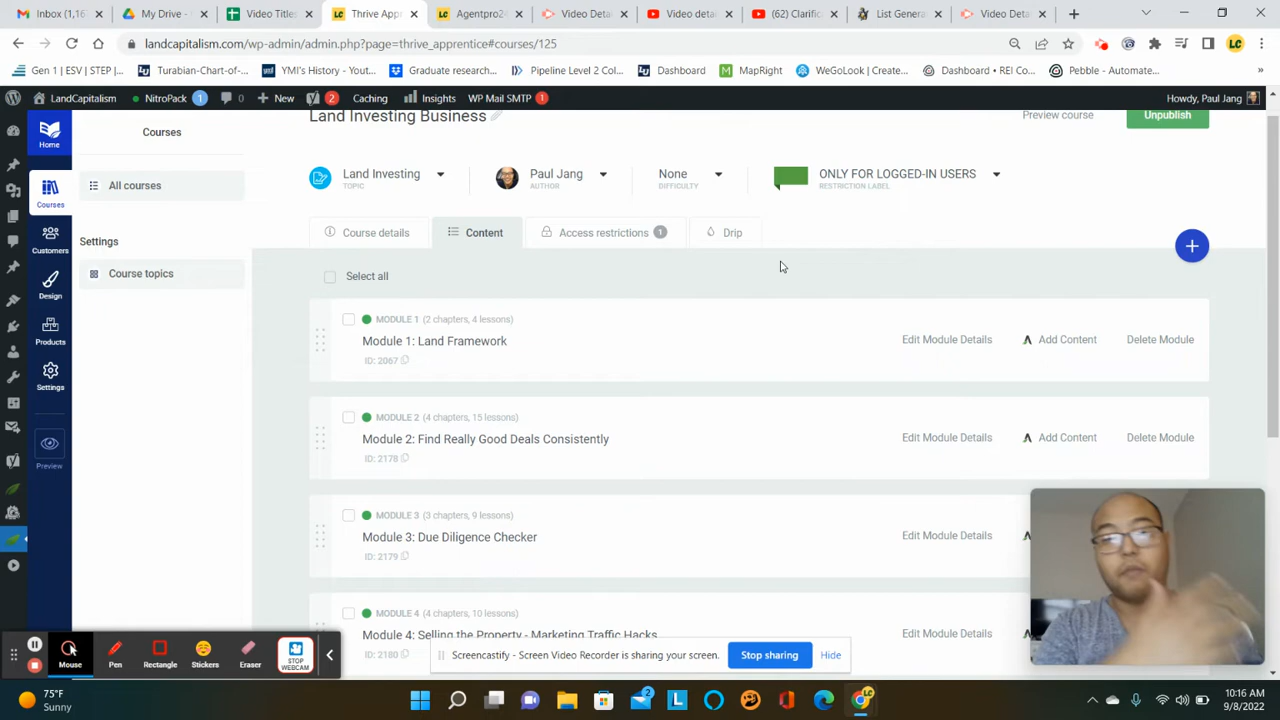 Inbox (167
My Drive -
Video Titles
Thrive Appr
Agentpro24
Video Deta
Video detai
(62) Clarific
List Genera
Video Deta
landcapitalism.com/wp-admin/admin.php?page=thrive_apprentice#courses/125
Gen 1 | ESV | STEP |...
Turabian-Chart-of-...
YMI's History - Yout...
Graduate research...
Pipeline Level 2 Col...
Dashboard
MapRight
WeGoLook | Create...
Dashboard • REI Co...
Pebble - Automate...
LandCapitalism
NitroPack 1
0
New
2
Caching
Insights
WP Mail SMTP 1
Howdy, Paul Jang
Home
Courses
Customers
Design
Products
Settings
Preview
Courses
All courses
Settings
Course topics
Land Investing Business
Preview course
Unpublish
Land Investing
TOPIC
Paul Jang
AUTHOR
None
DIFFICULTY
ONLY FOR LOGGED-IN USERS
RESTRICTION LABEL
Course details
Content
Access restrictions 1
Drip
Select all
MODULE 1 (2 chapters, 4 lessons)
Module 1: Land Framework
ID: 2067
Edit Module Details
Add Content
Delete Module
MODULE 2 (4 chapters, 15 lessons)
Module 2: Find Really Good Deals Consistently
ID: 2178
Edit Module Details
Add Content
Delete Module
MODULE 3 (3 chapters, 9 lessons)
Module 3: Due Diligence Checker
ID: 2179
Edit Module Details
MODULE 4 (4 chapters, 10 lessons)
Module 4: Selling the Property - Marketing Traffic Hacks
ID: 2180
Edit Module Details
Mouse
Pen
Rectangle
Stickers
Eraser
STOP
WEBCAM
Screencastify - Screen Video Recorder is sharing your screen.
Stop sharing
Hide
75°F
Sunny
2
10:16 AM
9/8/2022